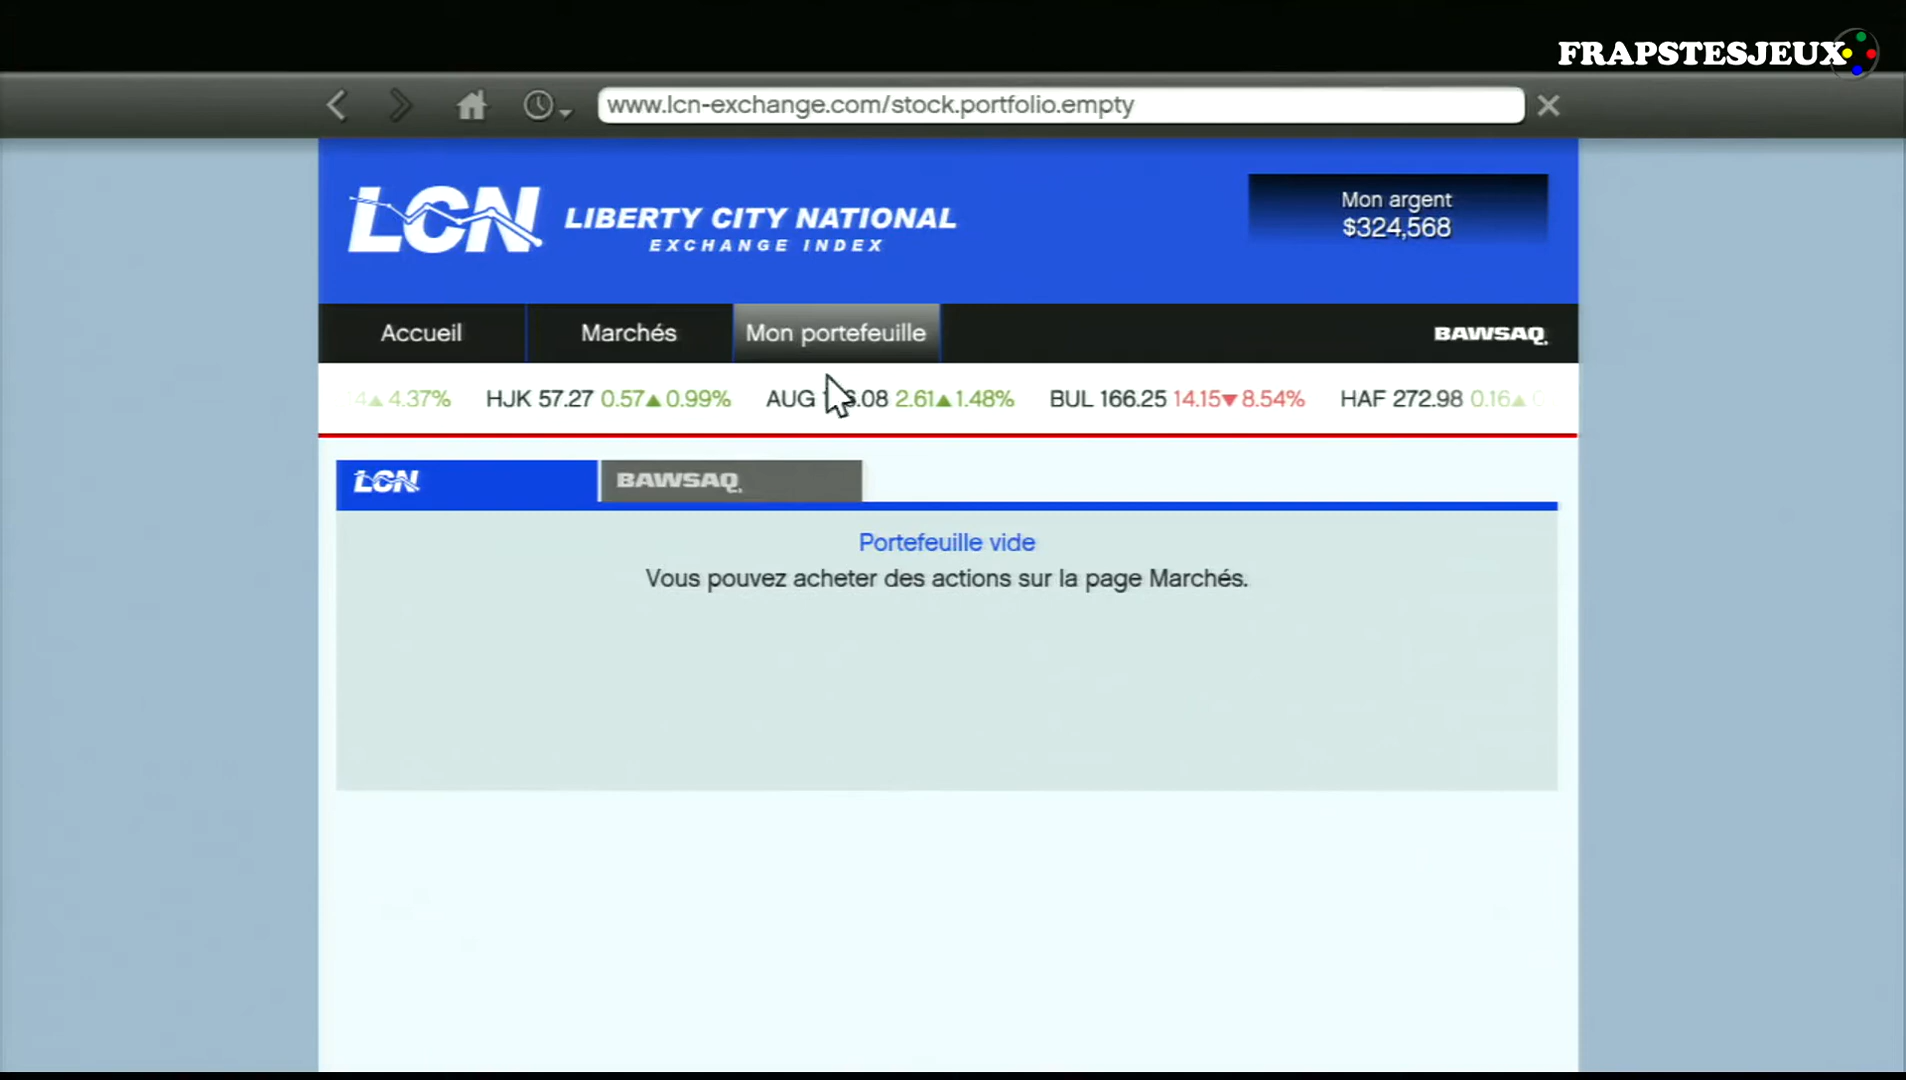 FRAPSTESJEUX
www.lcn-exchange.com/stock.portfolio.empty
LCN LIBERTY CITY NATIONAL
EXCHANGE INDEX
Mon argent
$324,568
Accueil Marchés Mon portefeuille BAWSAQ
4.37% HJK 57.27 0.57▲0.99% AUG 2.61▲1.48% BUL 166.25 14.15▼8.54% HAF 272.98 0.16▲
LCN BAWSAQ
Portefeuille vide
Vous pouvez acheter des actions sur la page Marchés.